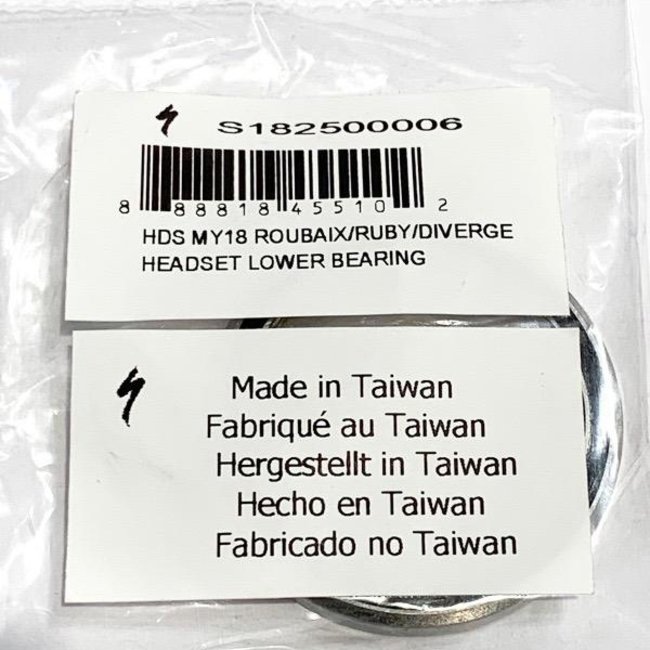 S182500006
8 88818 45510 2
HDS MY18 ROUBAIX/RUBY/DIVERGE
HEADSET LOWER BEARING
Made in Taiwan
Fabriqué au Taiwan
Hergestellt in Taiwan
Hecho en Taiwan
Fabricado no Taiwan